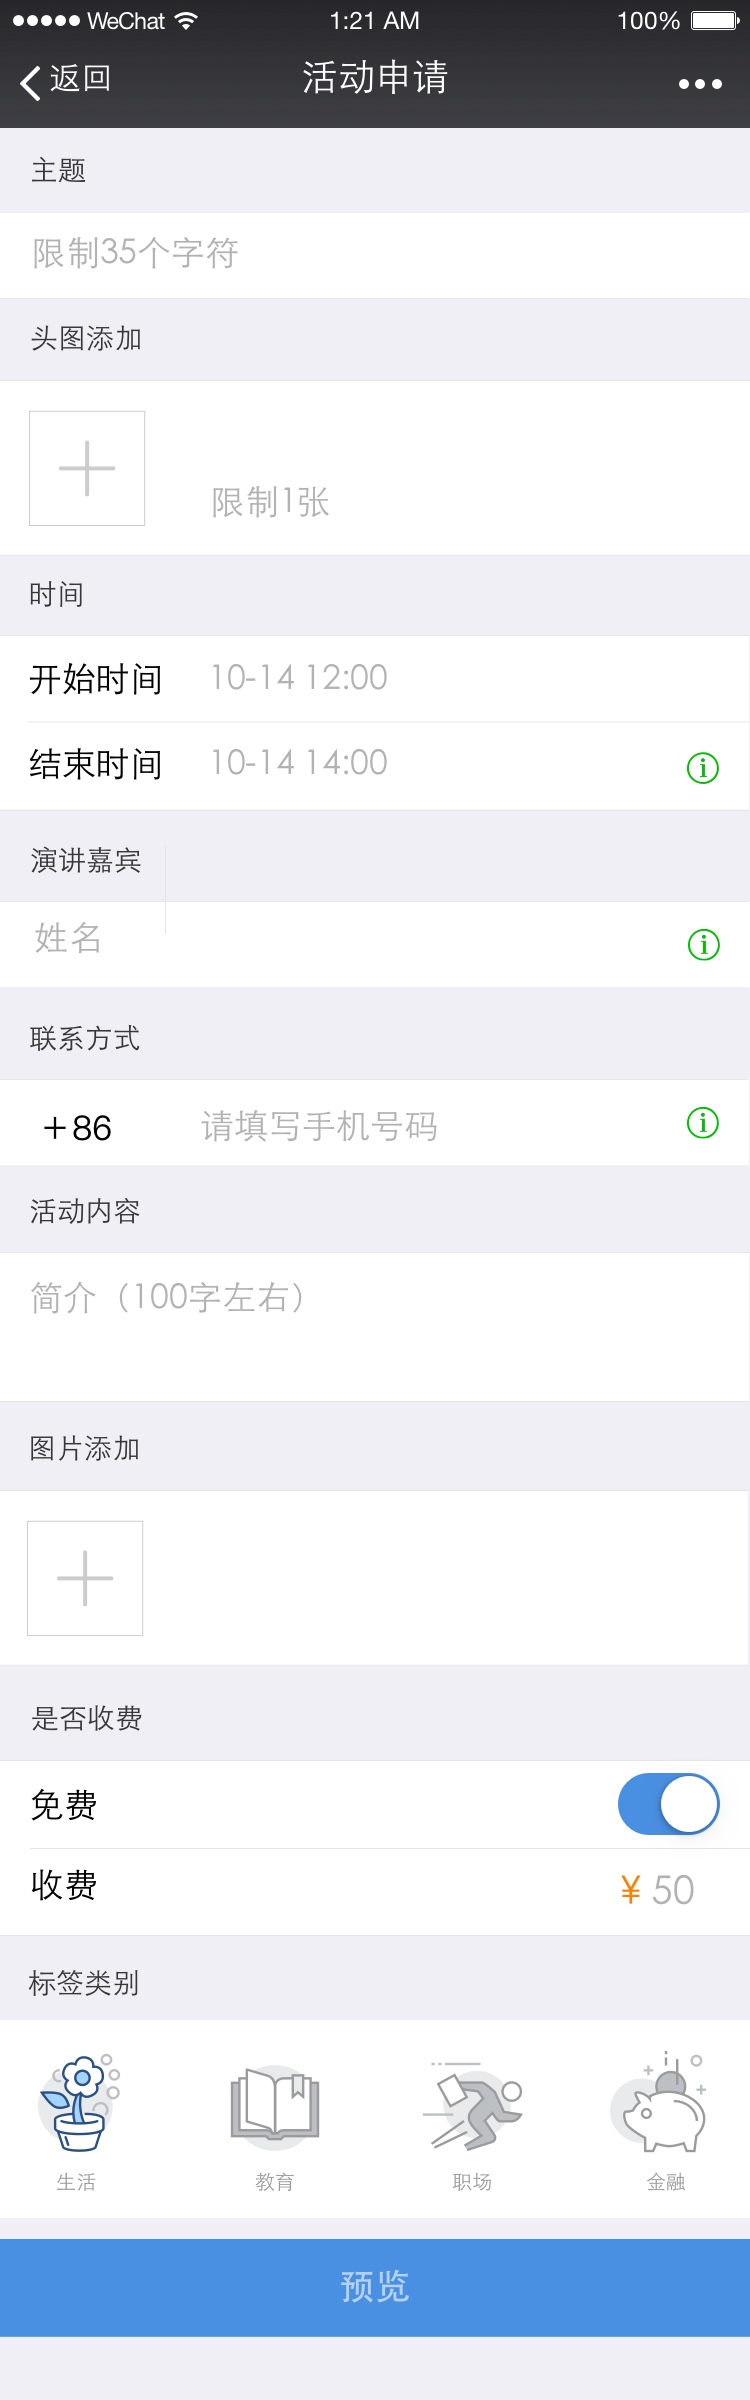 WeChat 1:21 AM 100%
返回 活动申请
主题
限制35个字符
头图添加
限制1张
时间
开始时间 10-14 12:00
结束时间 10-14 14:00
演讲嘉宾
姓名
联系方式
+86 请填写手机号码
活动内容
简介（100字左右）
图片添加
是否收费
免费
收费 ¥ 50
标签类别
生活 教育 职场 金融
预览